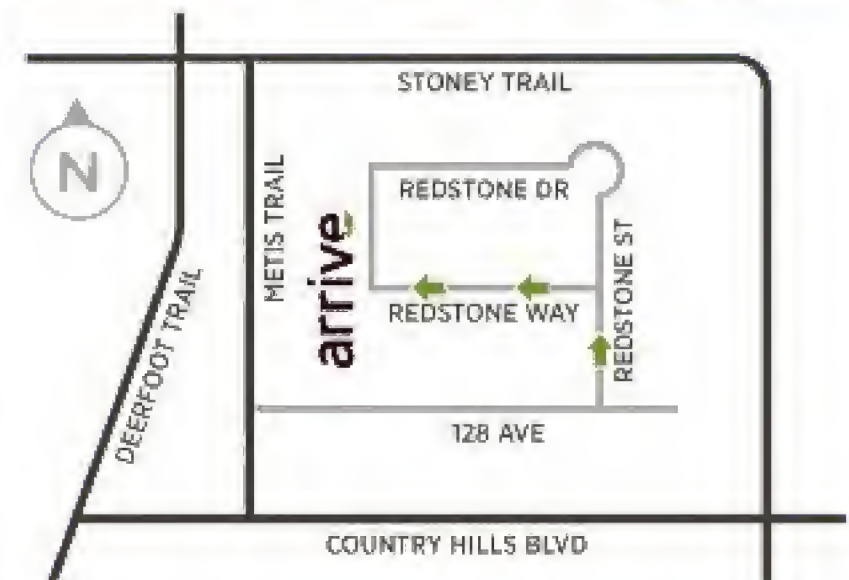 STONEY TRAIL
N
METIS TRAIL
REDSTONE DR
arrive
REDSTONE ST
REDSTONE WAY
DEERFOOT TRAIL
128 AVE
COUNTRY HILLS BLVD